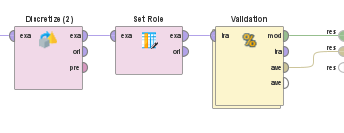 Discretize (2) Set Role Validation
exa exa exa exa tra mod res
ori ori tra res
pre ave res
ave